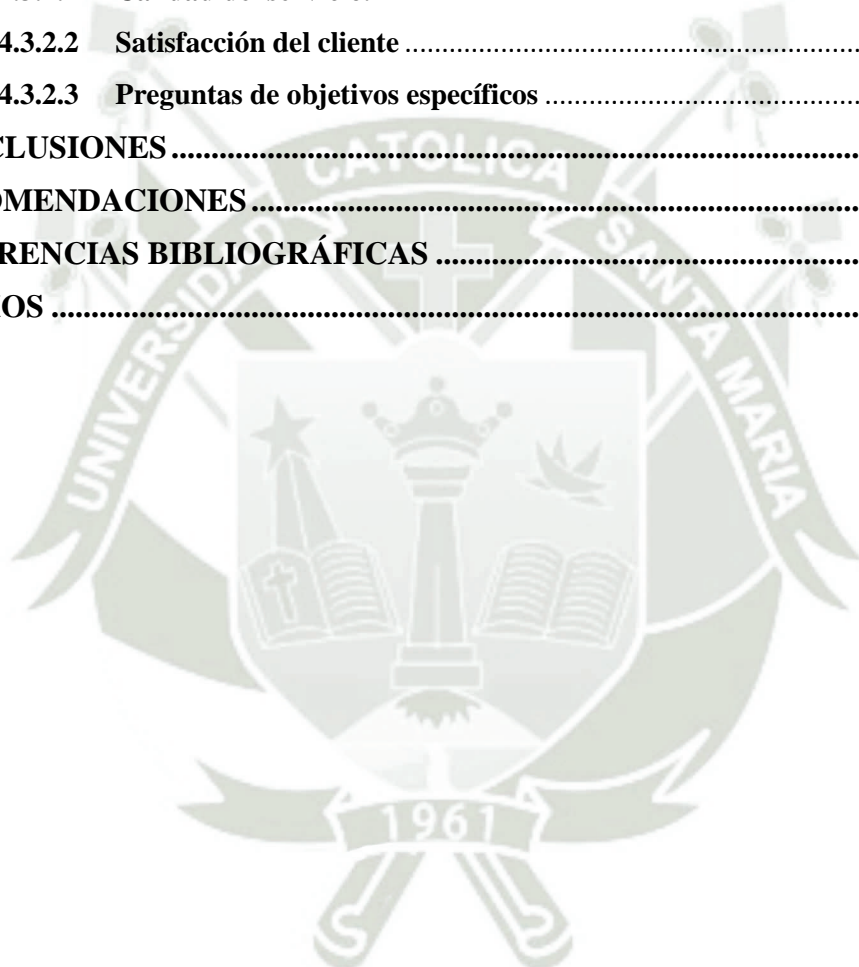 4.3.2.2 Satisfacción del cliente ................................................................
4.3.2.3 Preguntas de objetivos específicos ............................................
CLUSIONES ................................................................................
OMENDACIONES ......................................................................
RENCIAS BIBLIOGRÁFICAS ..................................................
OS ................................................................................................
UNIVERSIDAD CATOLICA SANTA MARIA
1961